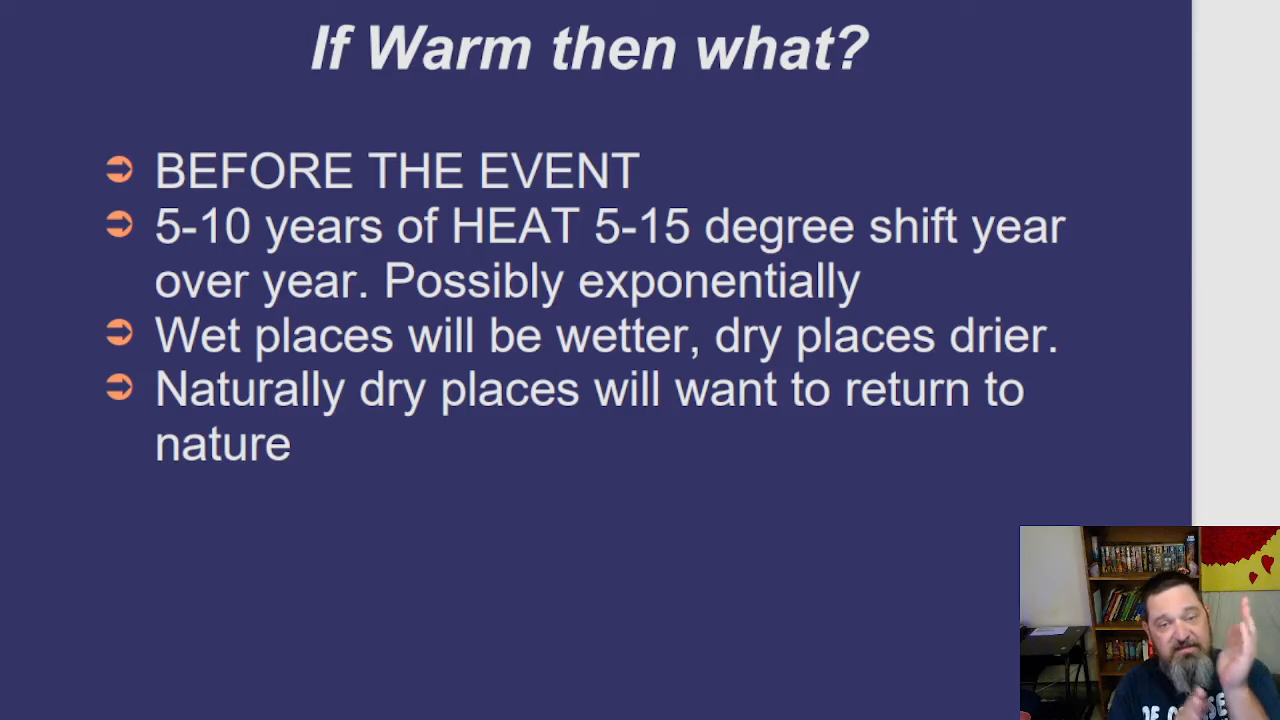 If Warm then what?
BEFORE THE EVENT
5-10 years of HEAT 5-15 degree shift year
over year. Possibly exponentially
Wet places will be wetter, dry places drier.
Naturally dry places will want to return to
nature